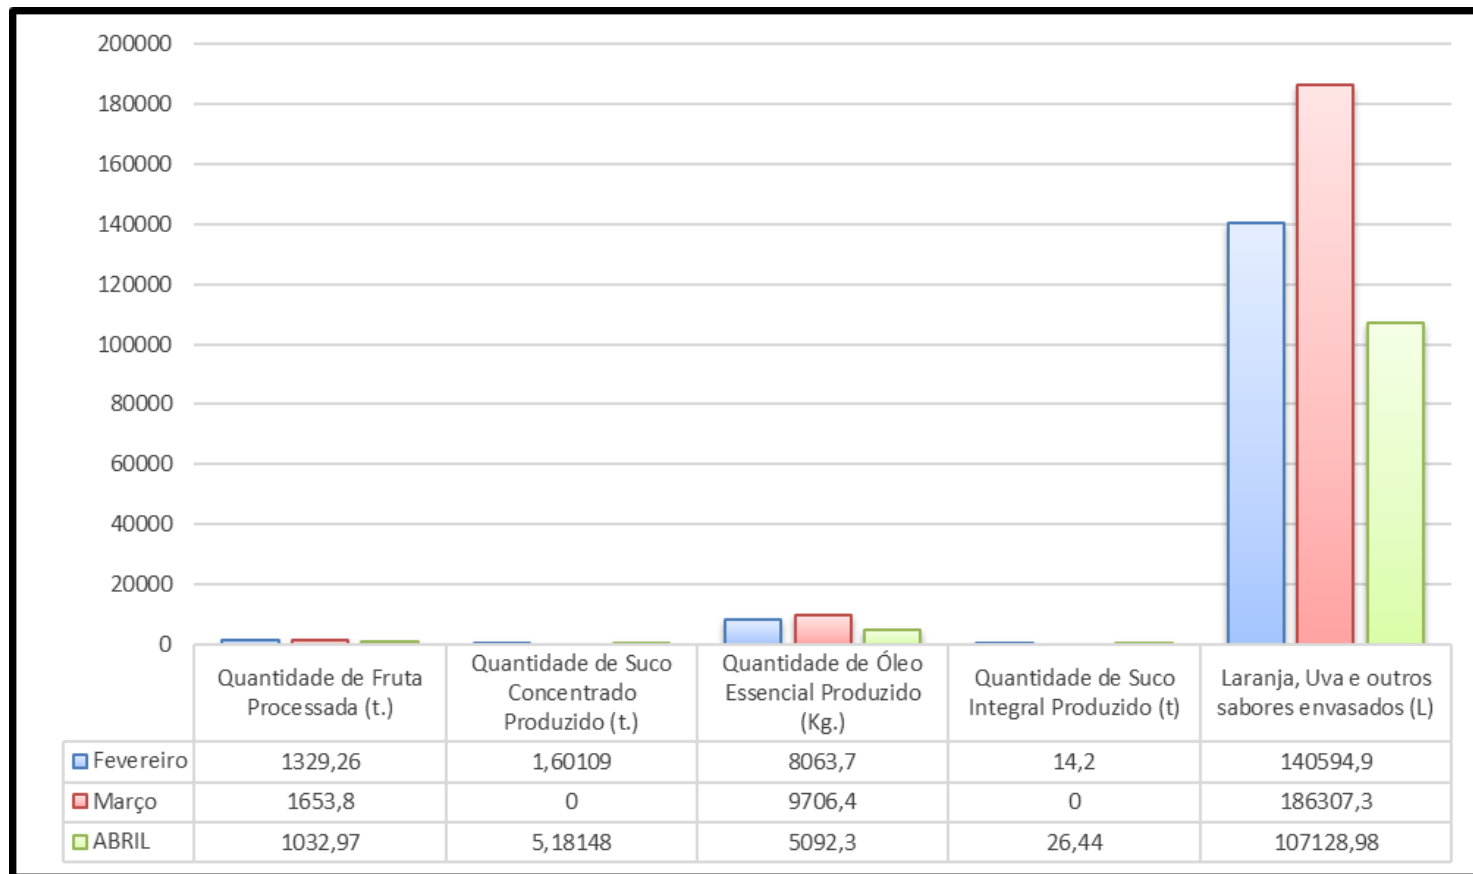 200000
180000
160000
140000
120000
100000
80000
60000
40000
20000
0
Quantidade de Fruta
Processada (t.)
Quantidade de Suco
Concentrado
Produzido (t.)
Quantidade de Óleo
Essencial Produzido
(Kg.)
Quantidade de Suco
Integral Produzido (t)
Laranja, Uva e outros
sabores envasados (L)
Fevereiro 1329,26 1,60109 8063,7 14,2 140594,9
Março 1653,8 0 9706,4 0 186307,3
ABRIL 1032,97 5,18148 5092,3 26,44 107128,98